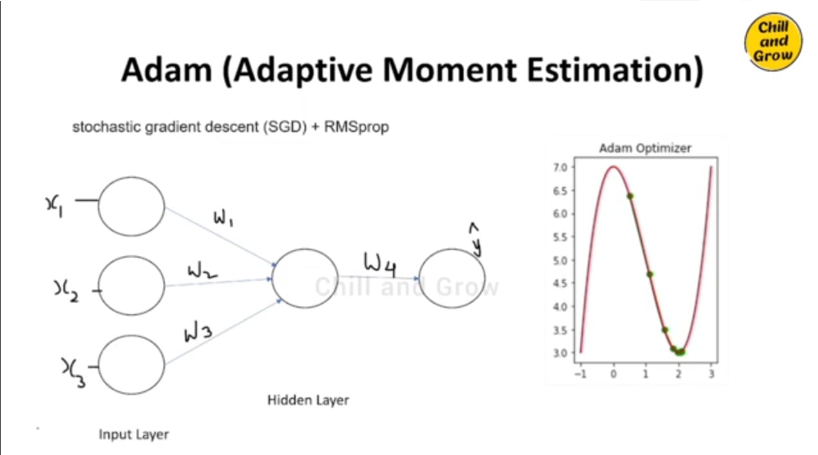 Chill
and
Grow
Adam (Adaptive Moment Estimation)
stochastic gradient descent (SGD) + RMSprop
Adam Optimizer
7.0
6.5
6.0
5.5
5.0
4.5
4.0
3.5
3.0
−1 0 1 2 3
x₁
W₁
x₂
W₂
x₃
W₃
W₄
ŷ
Chill and Grow
Hidden Layer
Input Layer